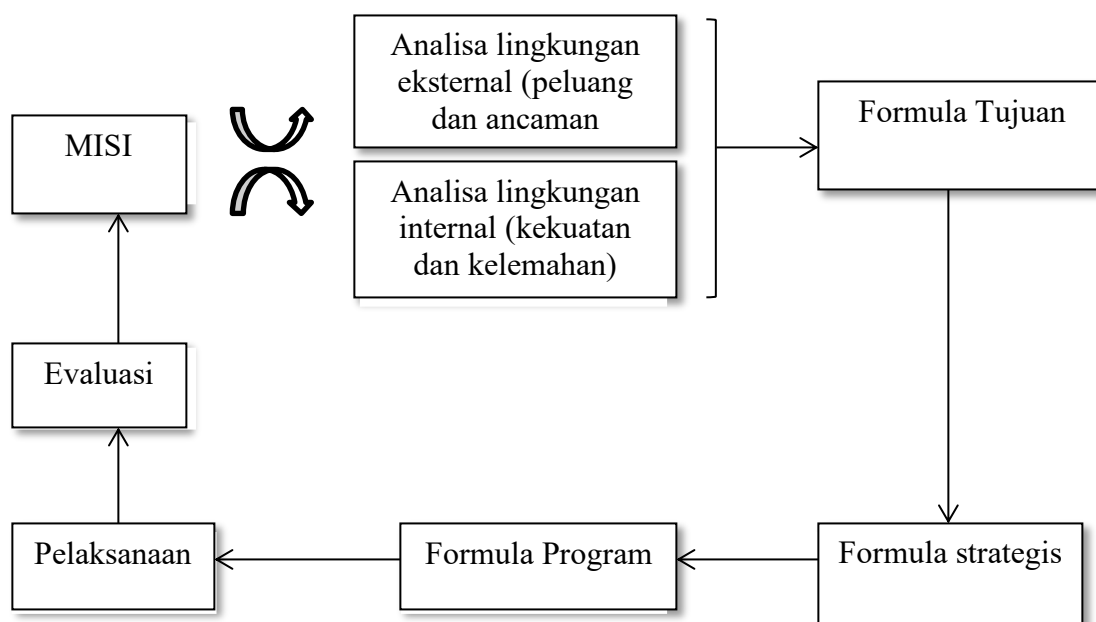 MISI
Analisa lingkungan
eksternal (peluang
dan ancaman
Analisa lingkungan
internal (kekuatan
dan kelemahan)
Formula Tujuan
Evaluasi
Pelaksanaan
Formula Program
Formula strategis